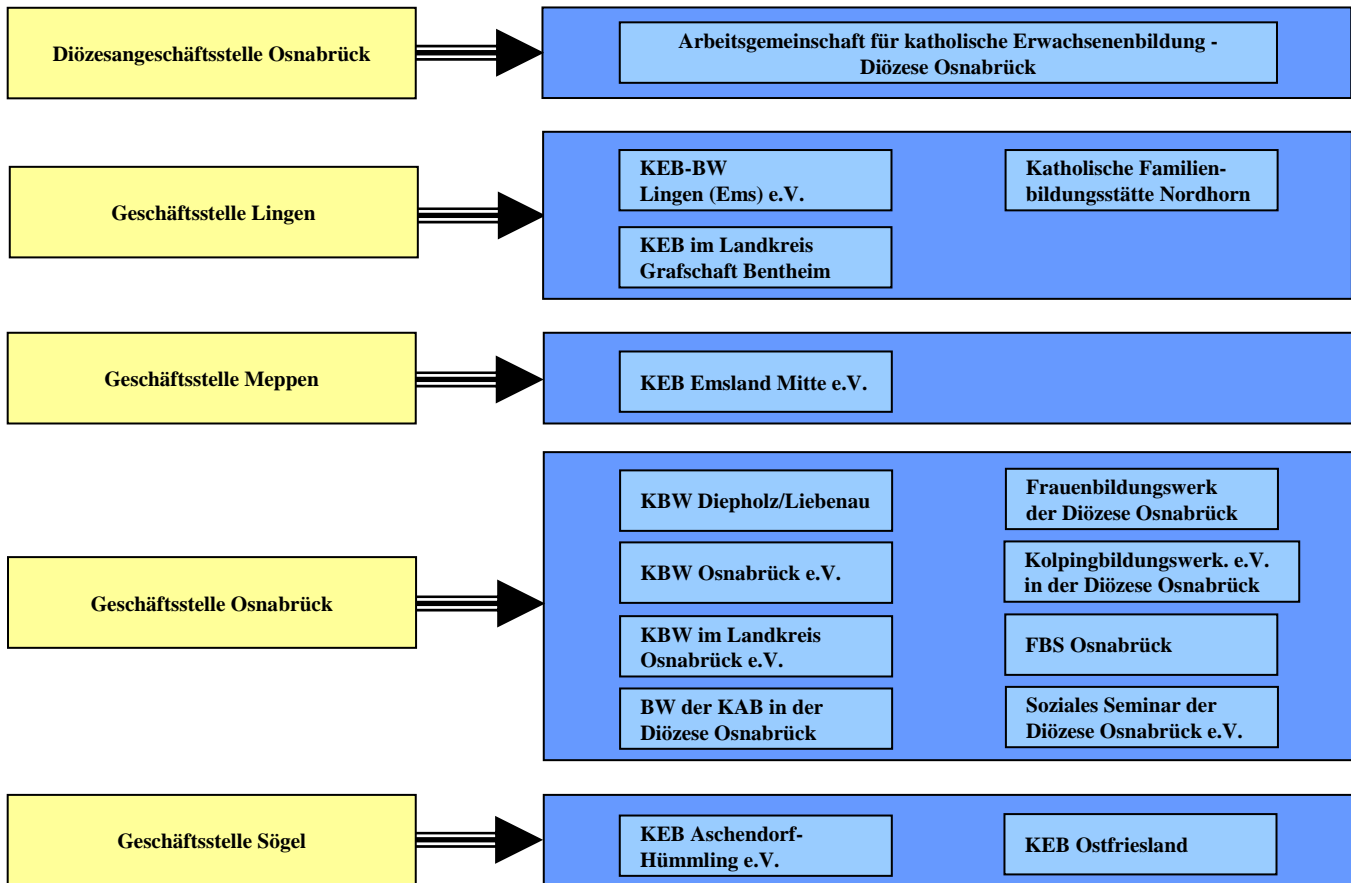 Diözesangeschäftsstelle Osnabrück
Arbeitsgemeinschaft für katholische Erwachsenenbildung -
Diözese Osnabrück
Geschäftsstelle Lingen
KEB-BW
Lingen (Ems) e.V.
Katholische Familien-
bildungsstätte Nordhorn
KEB im Landkreis
Grafschaft Bentheim
Geschäftsstelle Meppen
KEB Emsland Mitte e.V.
Geschäftsstelle Osnabrück
KBW Diepholz/Liebenau
Frauenbildungswerk
der Diözese Osnabrück
KBW Osnabrück e.V.
Kolpingbildungswerk. e.V.
in der Diözese Osnabrück
KBW im Landkreis
Osnabrück e.V.
FBS Osnabrück
BW der KAB in der
Diözese Osnabrück
Soziales Seminar der
Diözese Osnabrück e.V.
Geschäftsstelle Sögel
KEB Aschendorf-
Hümmling e.V.
KEB Ostfriesland